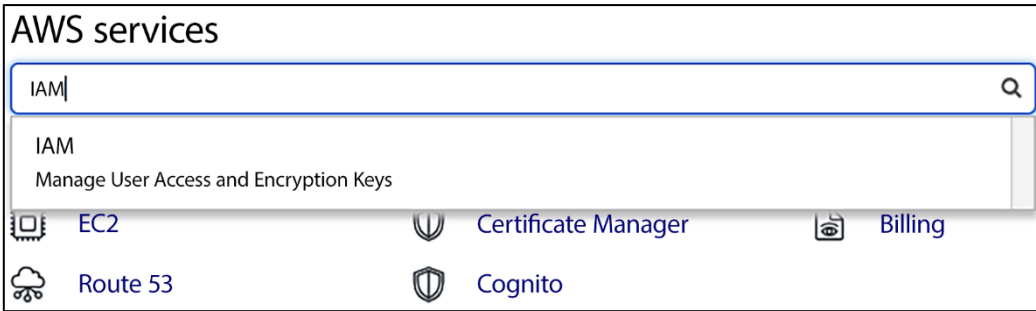 AWS services
IAM
IAM
Manage User Access and Encryption Keys
EC2 Certificate Manager Billing
Route 53 Cognito